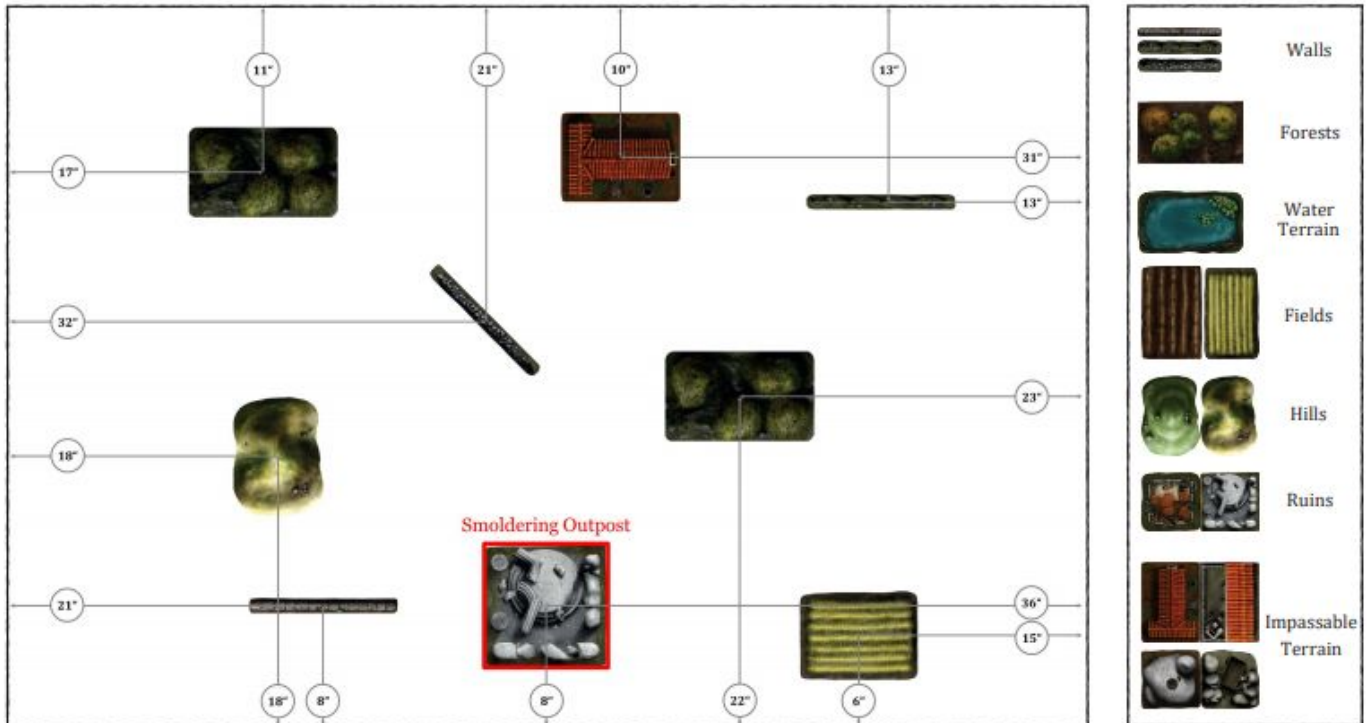 11"
21"
10"
13"
17"
31"
13"
32"
23"
18"
Smoldering Outpost
21"
36"
15"
18"
8"
8"
22"
6"
Walls
Forests
Water
Terrain
Fields
Hills
Ruins
Impassable
Terrain